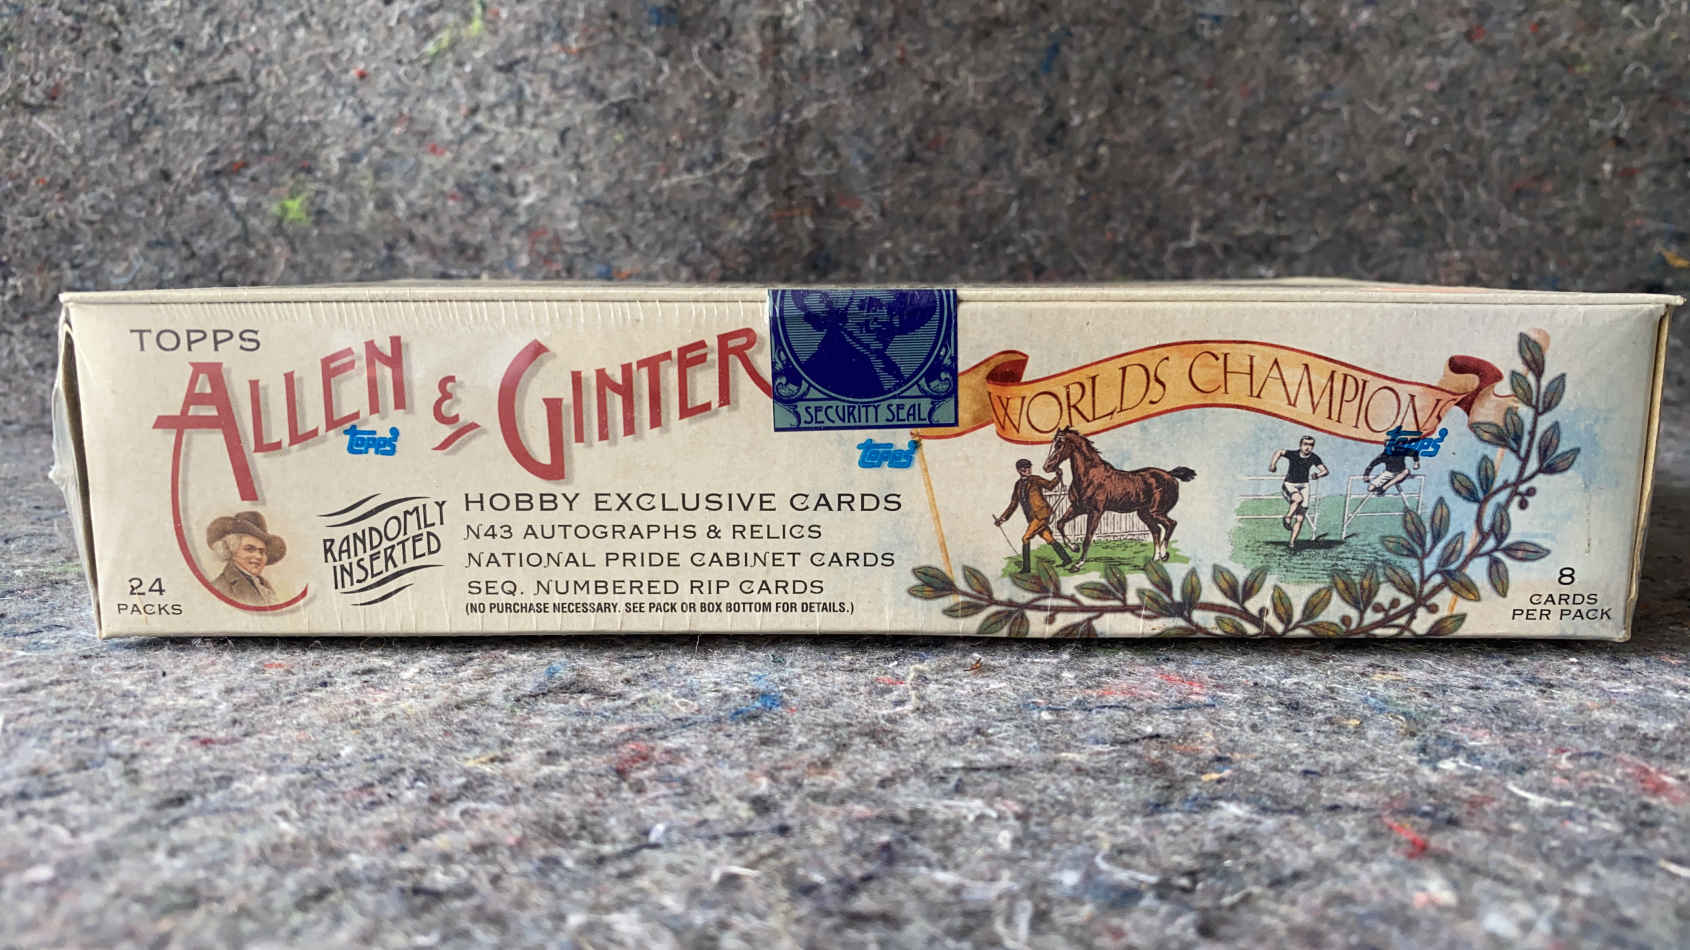 TOPPS
ALLEN & GINTER
SECURITY SEAL
WORLDS CHAMPIONS
Topps
Topps
Topps
RANDOMLY
INSERTED
HOBBY EXCLUSIVE CARDS
N43 AUTOGRAPHS & RELICS
NATIONAL PRIDE CABINET CARDS
SEQ. NUMBERED RIP CARDS
(NO PURCHASE NECESSARY. SEE PACK OR BOX BOTTOM FOR DETAILS.)
24
PACKS
8
CARDS
PER PACK